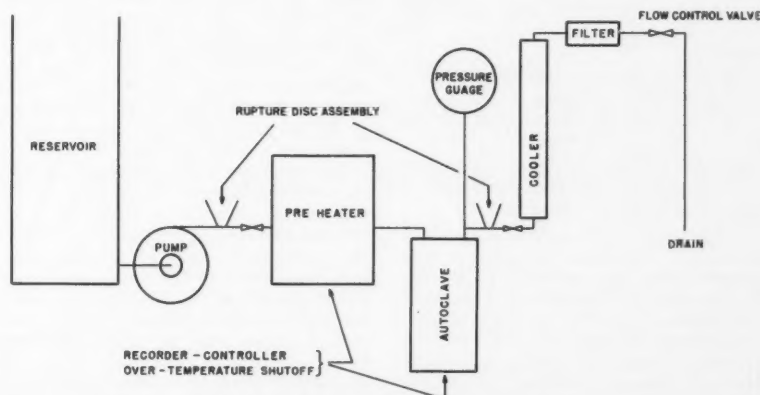 FLOW CONTROL VALVE
FILTER
PRESSURE
GUAGE
RUPTURE DISC ASSEMBLY
RESERVOIR
COOLER
PRE HEATER
PUMP
DRAIN
AUTOCLAVE
RECORDER - CONTROLLER
OVER - TEMPERATURE SHUTOFF